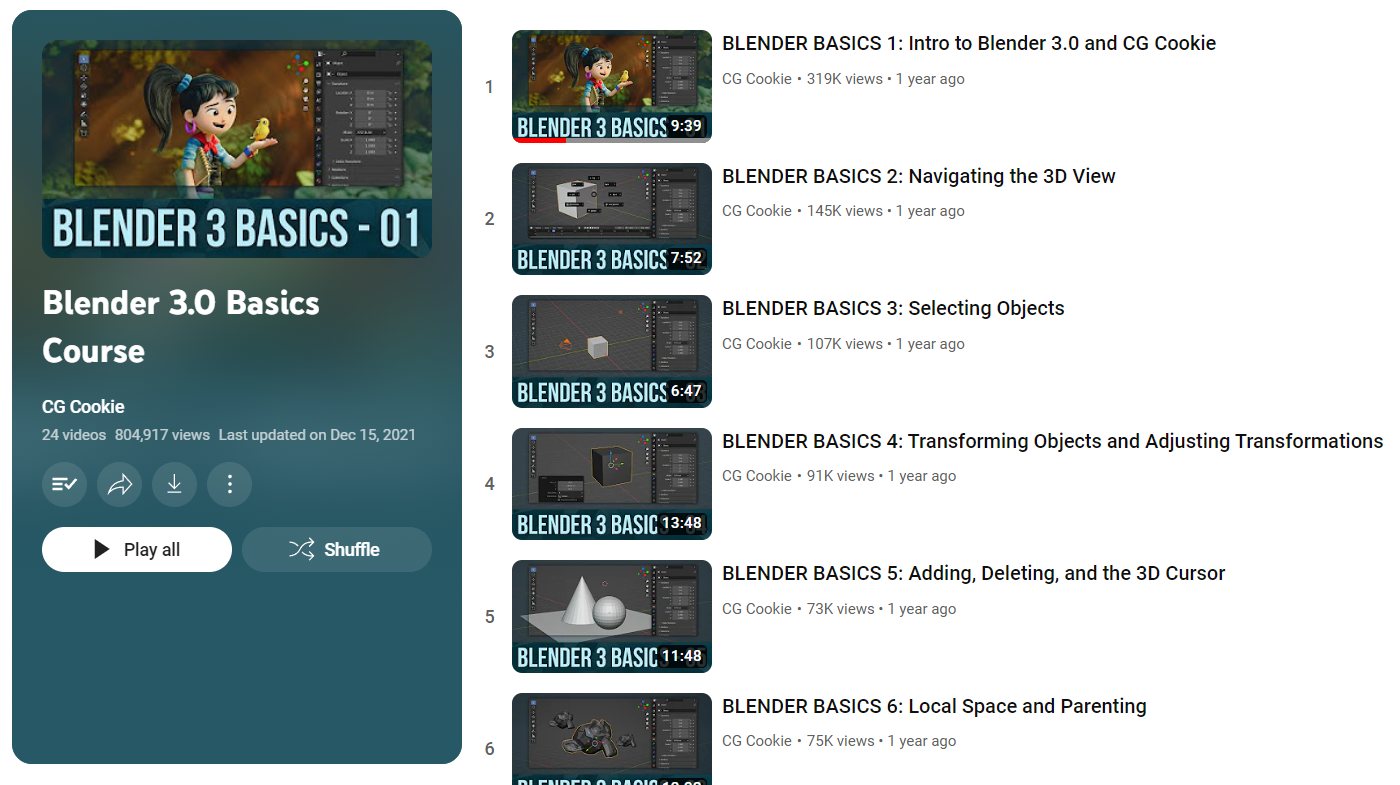 BLENDER 3 BASICS - 01
Blender 3.0 Basics
Course
CG Cookie
24 videos 804,917 views Last updated on Dec 15, 2021
Play all
Shuffle
1
BLENDER 3 BASICS
9:39
BLENDER BASICS 1: Intro to Blender 3.0 and CG Cookie
CG Cookie • 319K views • 1 year ago
2
BLENDER 3 BASICS
7:52
BLENDER BASICS 2: Navigating the 3D View
CG Cookie • 145K views • 1 year ago
3
BLENDER 3 BASICS
6:47
BLENDER BASICS 3: Selecting Objects
CG Cookie • 107K views • 1 year ago
4
BLENDER 3 BASIC
13:48
BLENDER BASICS 4: Transforming Objects and Adjusting Transformations
CG Cookie • 91K views • 1 year ago
5
BLENDER 3 BASIC
11:48
BLENDER BASICS 5: Adding, Deleting, and the 3D Cursor
CG Cookie • 73K views • 1 year ago
6
BLENDER 3 BASIC
BLENDER BASICS 6: Local Space and Parenting
CG Cookie • 75K views • 1 year ago